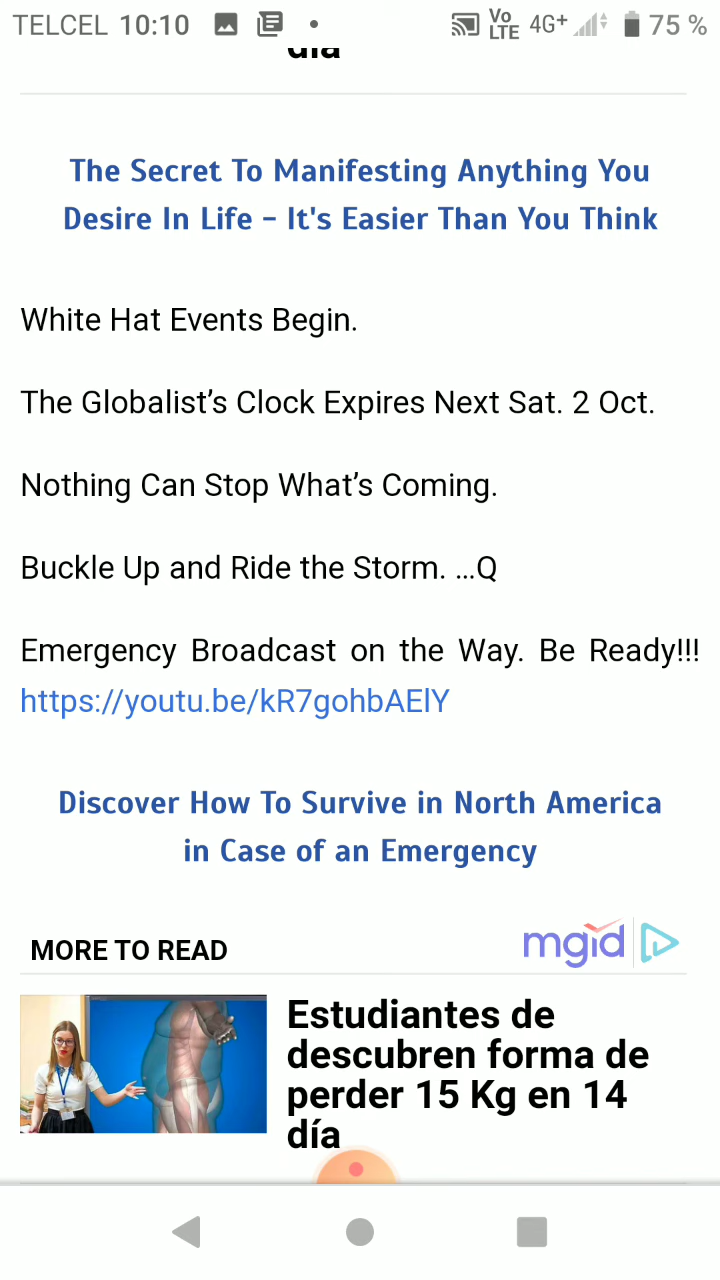 TELCEL 10:10 Vo LTE 4G+ 75 %
día
The Secret To Manifesting Anything You
Desire In Life – It's Easier Than You Think
White Hat Events Begin.
The Globalist’s Clock Expires Next Sat. 2 Oct.
Nothing Can Stop What’s Coming.
Buckle Up and Ride the Storm. …Q
Emergency Broadcast on the Way. Be Ready!!!
https://youtu.be/kR7gohbAElY
Discover How To Survive in North America
in Case of an Emergency
MORE TO READ
mgid
Estudiantes de
descubren forma de
perder 15 Kg en 14
día